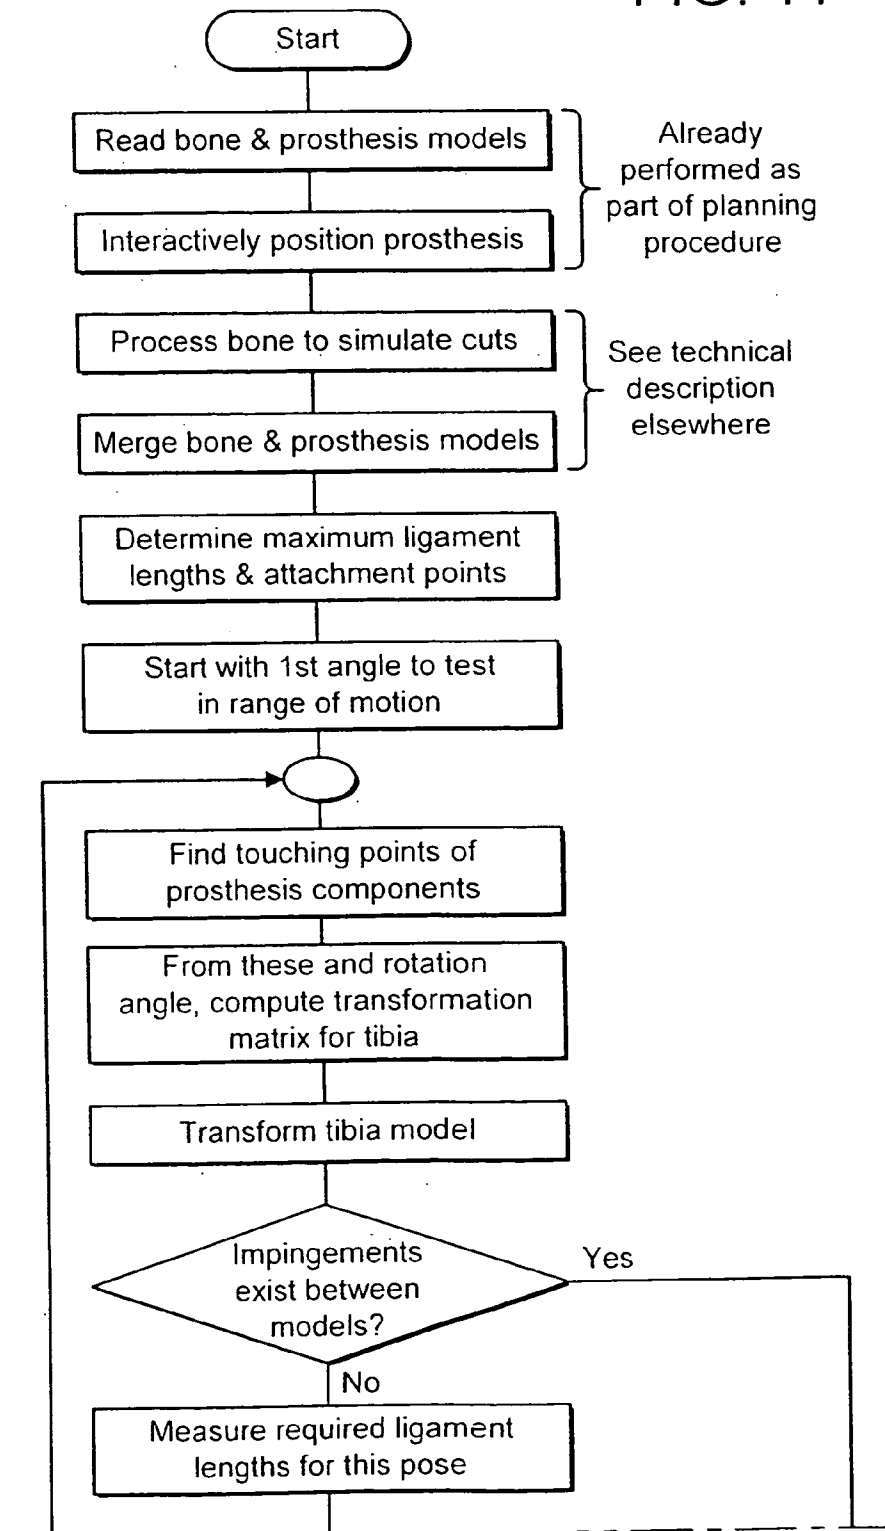 Start
Read bone & prosthesis models
Interactively position prosthesis
Already
performed as
part of planning
procedure
Process bone to simulate cuts
Merge bone & prosthesis models
See technical
description
elsewhere
Determine maximum ligament
lengths & attachment points
Start with 1st angle to test
in range of motion
Find touching points of
prosthesis components
From these and rotation
angle, compute transformation
matrix for tibia
Transform tibia model
Impingements
exist between
models?
Yes
No
Measure required ligament
lengths for this pose